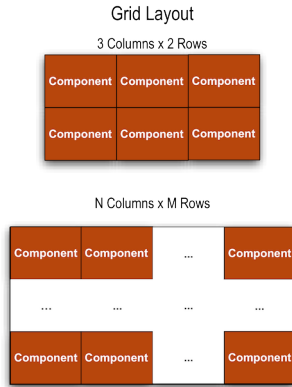 Grid Layout
3 Columns x 2 Rows
Component Component Component
Component Component Component
N Columns x M Rows
Component Component ... Component
... ... ... ...
Component Component ... Component